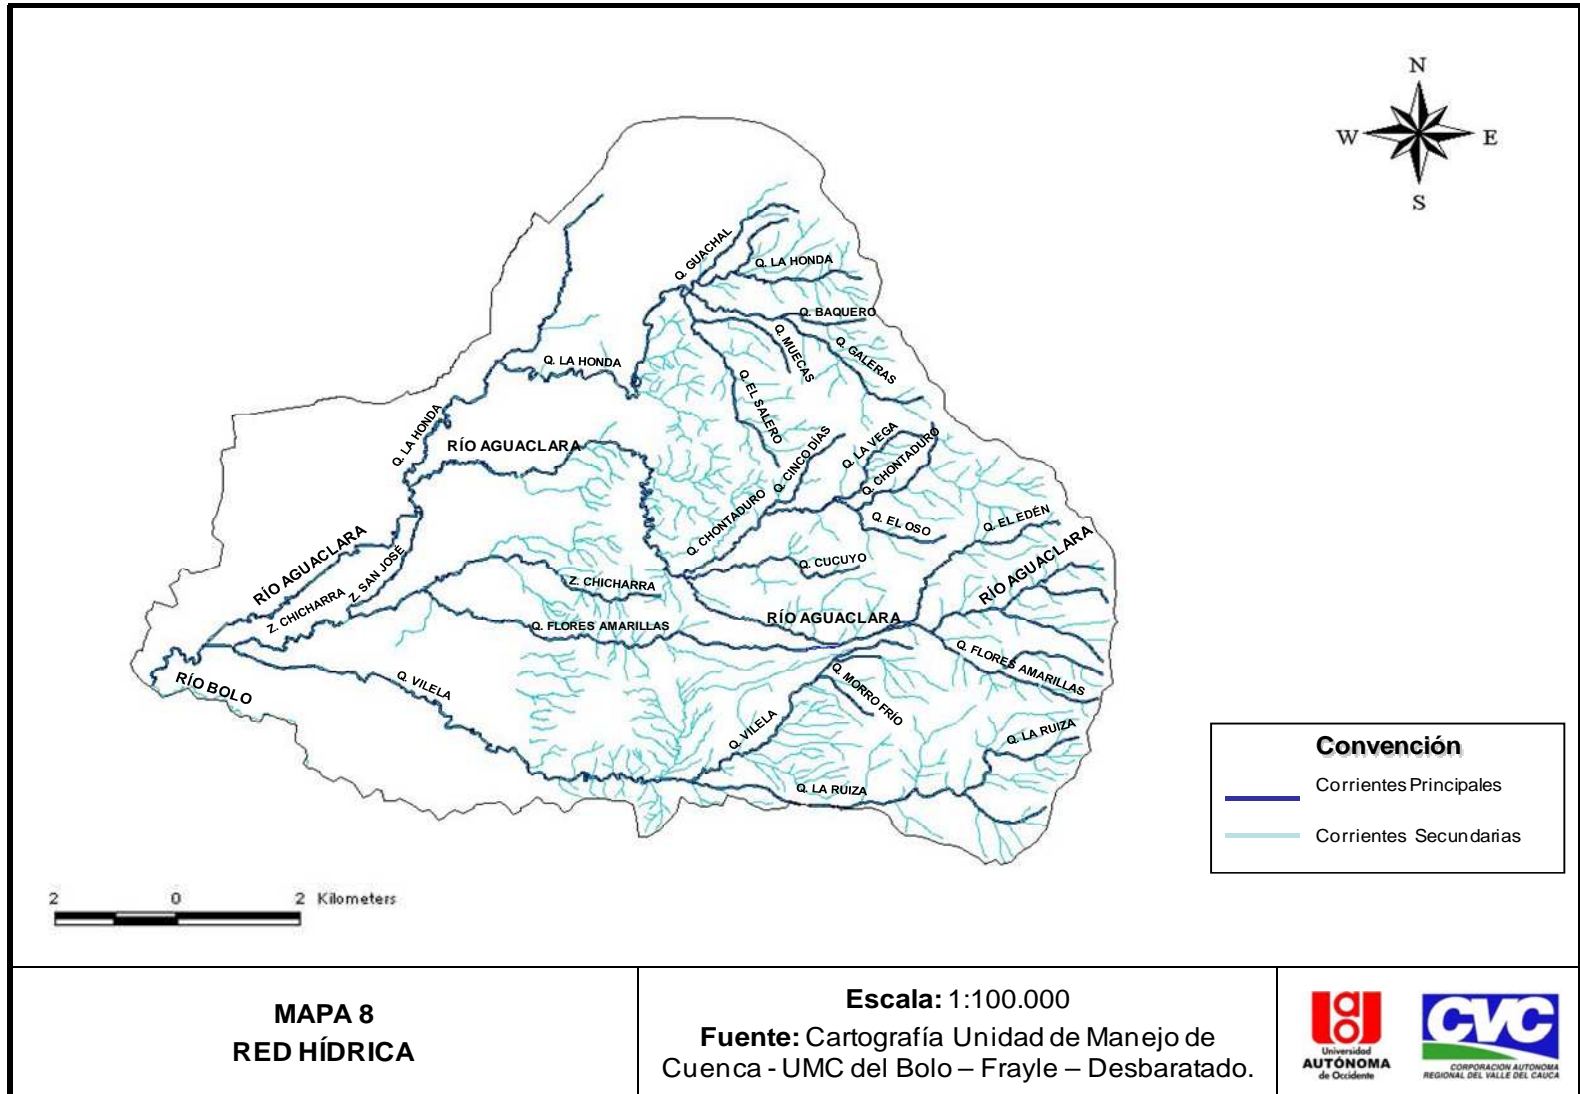 N
W
E
S
Q. GUACHAL
Q. LA HONDA
Q. BAQUERO
Q. MUECAS
Q. GALERAS
Q. LA HONDA
Q. EL SALERO
Q. LA HONDA
RÍO AGUACLARA
Q. CINCO DÍAS
Q. LA VEGA
Q. CHONTADURO
Q. CHONTADURO
Q. EL OSO
Q. EL EDÉN
RÍO AGUACLARA
RÍO AGUACLARA
Z. SAN JOSÉ
Z. CHICHARRA
Z. CHICHARRA
Q. CUCUYO
RÍO AGUACLARA
Q. FLORES AMARILLAS
Q. FLORES AMARILLAS
RÍO BOLO
Q. VILELA
Q. MORRO FRÍO
Q. VILELA
Q. LA RUIZA
Q. LA RUIZA
Convención
Corrientes Principales
Corrientes Secundarias
2 0 2 Kilometers
MAPA 8
RED HÍDRICA
Escala: 1:100.000
Fuente: Cartografía Unidad de Manejo de
Cuenca - UMC del Bolo – Frayle – Desbaratado.
Universidad
AUTÓNOMA
de Occidente
CVC
CORPORACION AUTONOMA
REGIONAL DEL VALLE DEL CAUCA